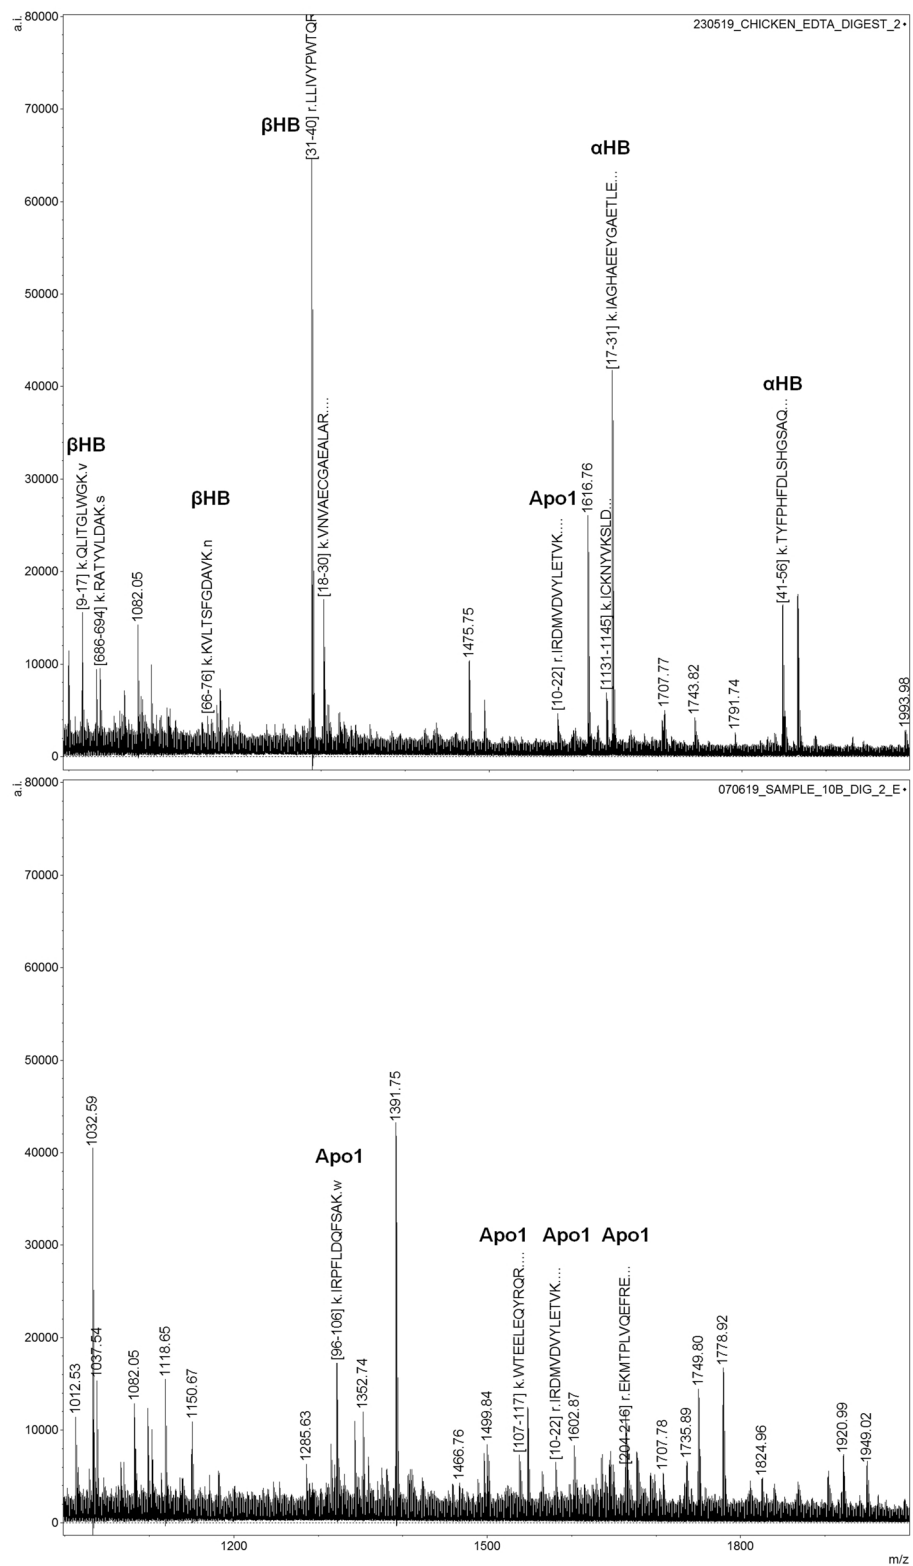 a.i.
80000
230519_CHICKEN_EDTA_DIGEST_2
70000
60000
50000
40000
30000
20000
10000
0
βHB
[9-17] k.QLITGLWGK.v
[686-694] k.RATYVLDAK.s
1082.05
βHB
[66-76] k.KVLTSFGDAVK.n
βHB
[31-40] r.LLIVYPWTQR
[18-30] k.VNVAECGAEALAR....
1475.75
Apo1
[10-22] r.IRDMVDVYLETVK....
1616.76
[1131-1145] k.ICKNYVKSLD...
αHB
[17-31] k.IAGHAEEYGAETLE...
1707.77
1743.82
1791.74
αHB
[41-56] k.TYFPHFDLSHGSAQ...
1993.98
a.i.
80000
070619_SAMPLE_10B_DIG_2_E
70000
60000
50000
40000
30000
20000
10000
0
1012.53
1032.59
1037.54
1082.05
1118.65
1150.67
1285.63
Apo1
[96-106] k.IRPFLDQFSAK.w
1352.74
1391.75
1466.76
1499.84
Apo1
[107-117] k.WTEELEQYRQR....
Apo1
[10-22] r.IRDMVDVYLETVK....
1602.87
Apo1
[204-216] r.EKMTPLVQEFRE...
1707.78
1735.89
1749.80
1778.92
1824.96
1920.99
1949.02
1200
1500
1800
m/z